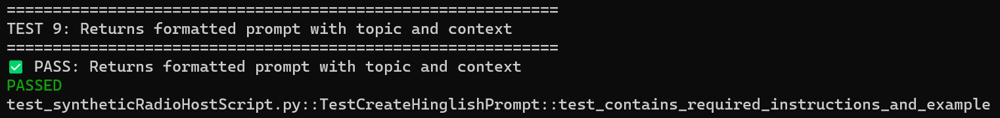 ============================================================
TEST 9: Returns formatted prompt with topic and context
============================================================
✅ PASS: Returns formatted prompt with topic and context
PASSED
test_syntheticRadioHostScript.py::TestCreateHinglishPrompt::test_contains_required_instructions_and_example